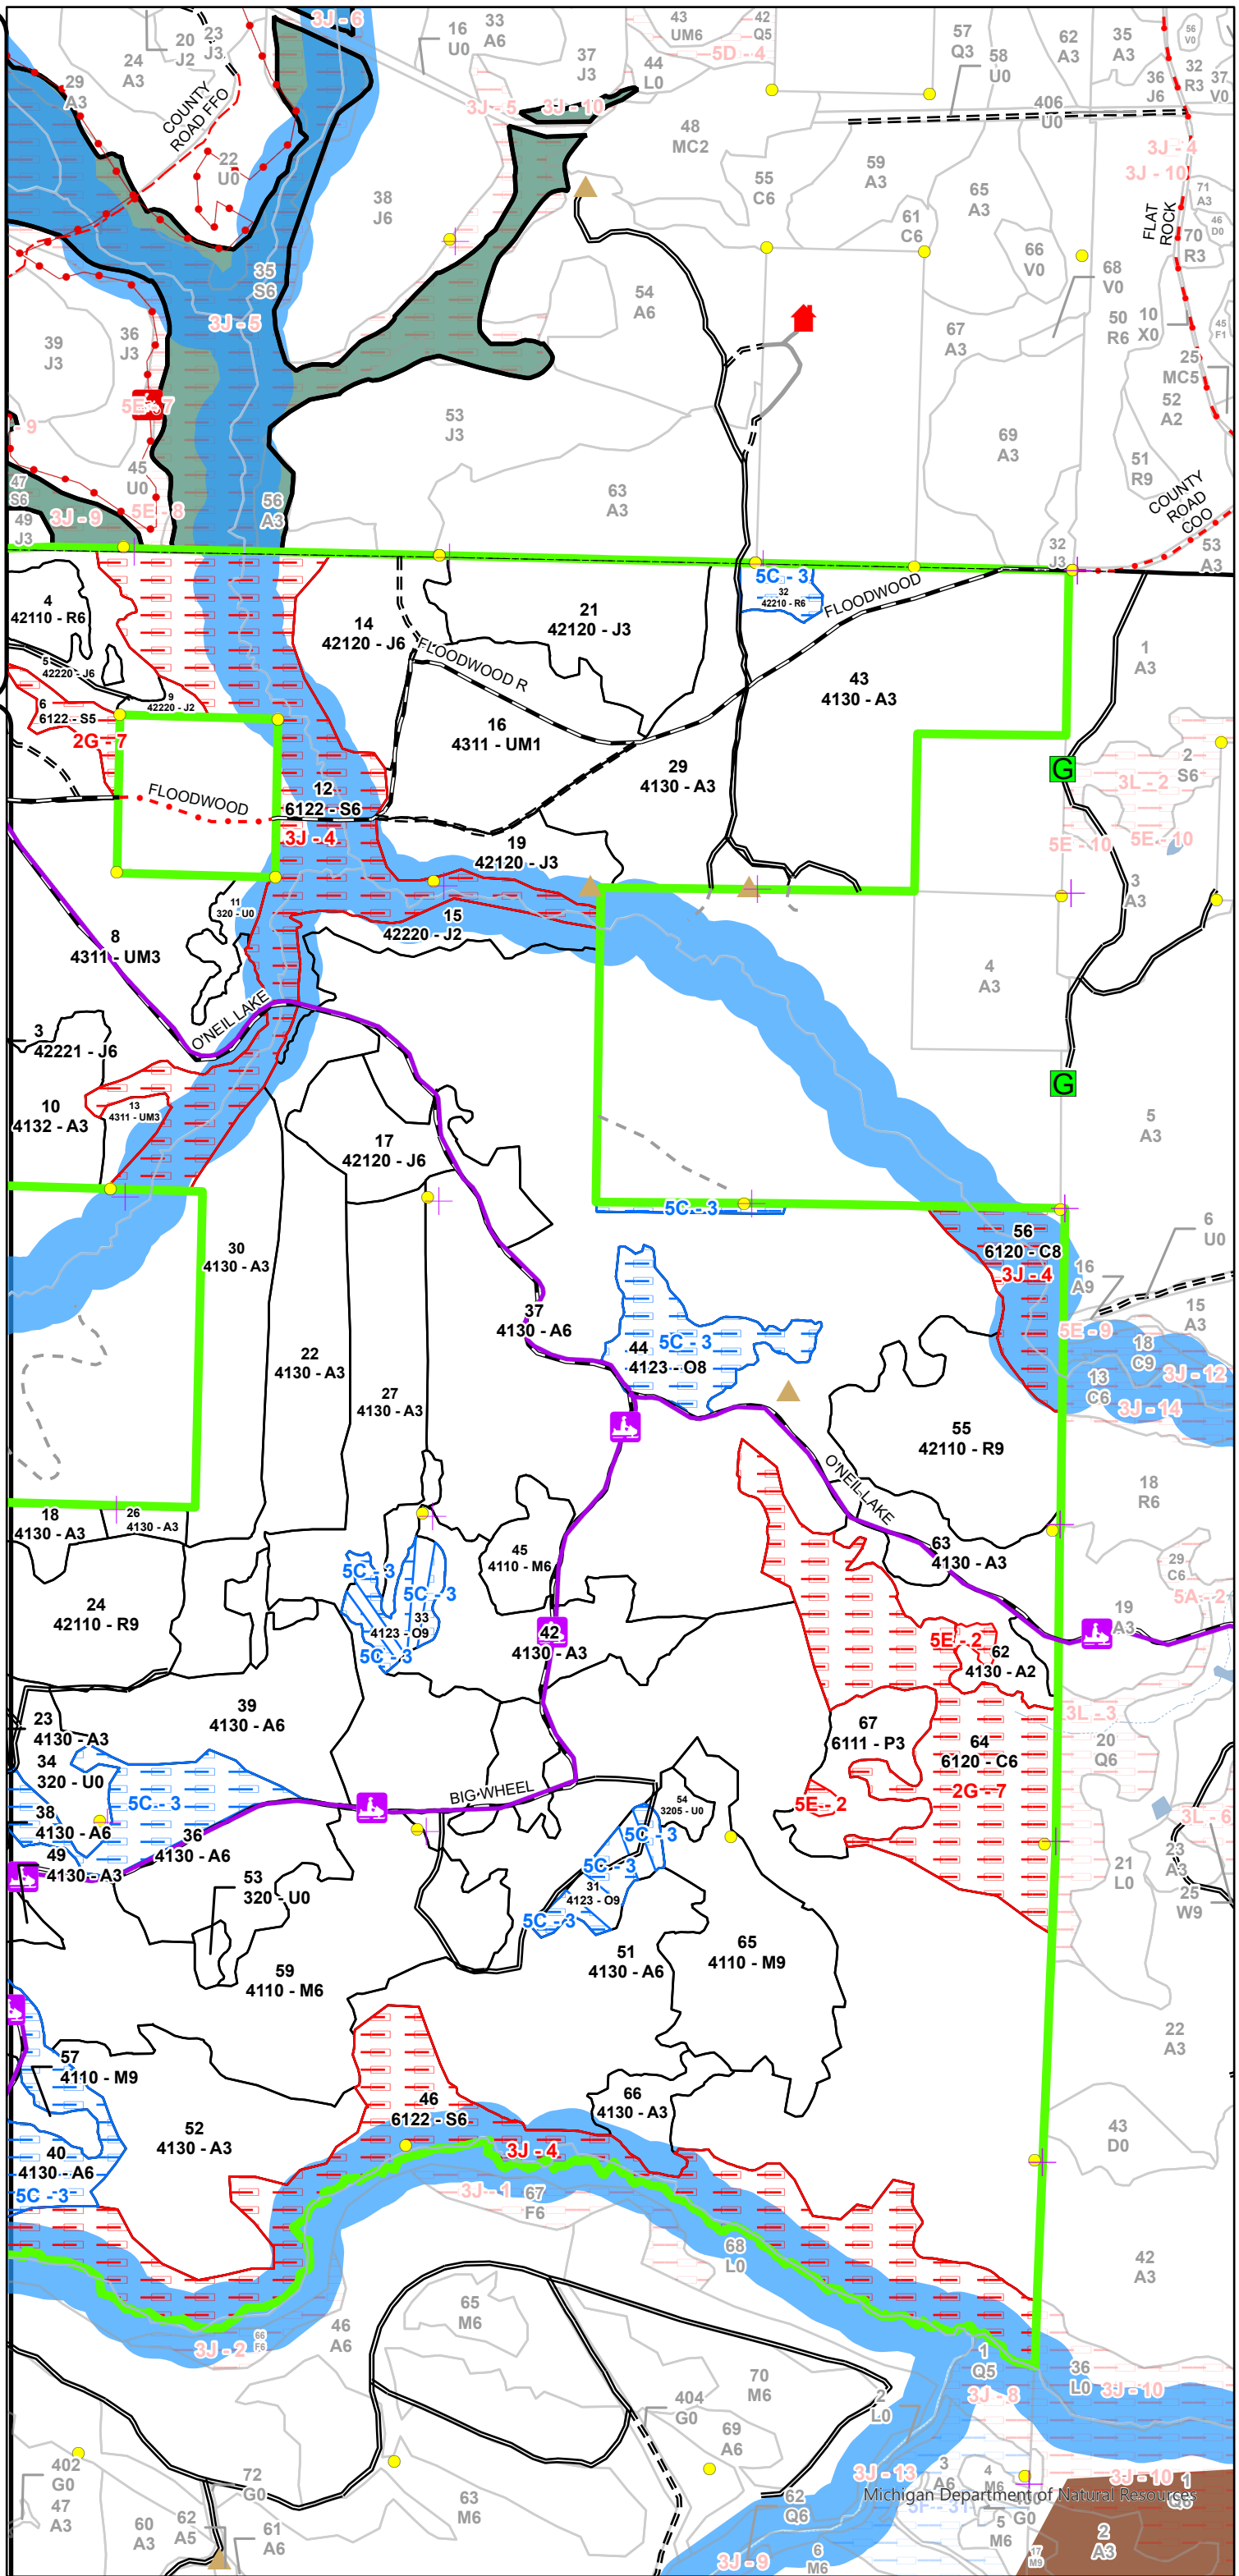 3J - 6
16
U0
33
A6
43
UM6
42
Q5
5D - 4
57
Q3
58
U0
62
A3
35
A3
56
V0
20
J2
23
J3
24
A3
29
A3
37
J3
44
L0
36
J6
32
R3
37
V0
COUNTY
ROAD FFO
3J - 5
3J - 10
406
U0
48
MC2
3J - 4
3J - 10
22
U0
59
A3
38
J6
55
C6
65
A3
61
C6
71
A3
46
D0
FLAT
ROCK
70
R3
66
V0
68
V0
35
S6
54
A6
3J - 5
39
J3
36
J3
67
A3
50
R6
10
X0
45
F1
25
MC5
52
A2
5E - 7
- 9
53
J3
69
A3
51
R9
45
U0
47
S6
49
J3
3J - 9
5E - 8
56
A3
63
A3
COUNTY
ROAD
COO
32
J3
53
A3
5C - 3
32
42210 - R6
FLOODWOOD
4
42110 - R6
14
42120 - J6
21
42120 - J3
FLOODWOOD R
5
42220 - J6
6
6122 - S5
9
42220 - J2
2G - 7
1
A3
43
4130 - A3
16
4311 - UM1
29
4130 - A3
G
2
S6
3L - 2
FLOODWOOD
12
6122 - S6
3J - 4
19
42120 - J3
5E - 10
5E - 10
3
A3
11
320 - U0
15
42220 - J2
8
4311 - UM3
4
A3
O'NEIL LAKE
3
42221 - J6
G
10
4132 - A3
13
4311 - UM3
17
42120 - J6
5
A3
5C - 3
30
4130 - A3
56
6120 - C8
3J - 4
6
U0
16
A9
15
A3
37
4130 - A6
44
4123 - O8
5C - 3
5E - 9
18
C9
3J - 12
13
C6
3J - 14
22
4130 - A3
27
4130 - A3
55
42110 - R9
O'NEIL LAKE
18
R6
18
4130 - A3
26
4130 - A3
45
4110 - M6
63
4130 - A3
29
C6
5A - 2
5C - 3
5C - 3
33
4123 - O9
5C - 3
24
42110 - R9
42
4130 - A3
5E - 2
62
4130 - A2
19
A3
39
4130 - A6
23
4130 - A3
67
6111 - P3
64
6120 - C6
2G - 7
3L - 3
20
Q6
34
320 - U0
5C - 3
BIG WHEEL
54
3205 - U0
5E - 2
3L - 6
38
4130 - A6
36
4130 - A6
5C - 3
49
4130 - A3
5C - 3
53
320 - U0
31
4123 - O9
5C - 3
21
L0
23
A3
25
W9
59
4110 - M6
51
4130 - A6
65
4110 - M9
22
A3
57
4110 - M9
52
4130 - A3
46
6122 - S6
66
4130 - A3
43
D0
40
4130 - A6
5C - 3
3J - 4
3J - 1
67
F6
68
L0
42
A3
65
M6
46
A6
66
F6
3J - 2
1
Q5
36
L0
3J - 8
3J - 10
70
M6
404
G0
2
L0
69
A6
402
G0
47
A3
72
G0
63
M6
3J - 13
3
A6
4
M6
3J - 10
1
Michigan Department of Natural Resources
62
Q6
5
M6
G0
60
A3
62
A5
61
A6
2
A3
3J - 9
6
M6
17
M9